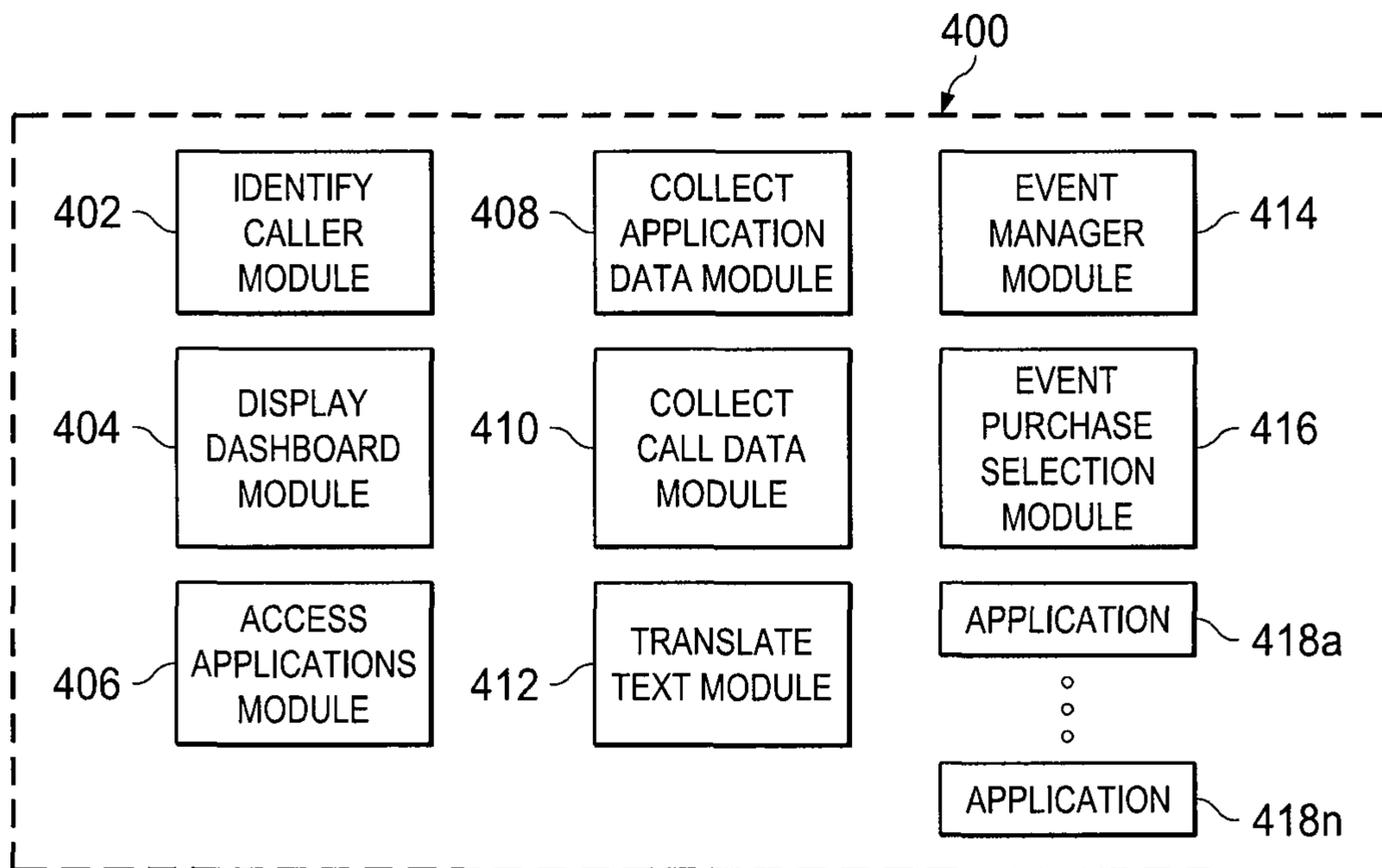 400
402
IDENTIFY
CALLER
MODULE
408
COLLECT
APPLICATION
DATA MODULE
EVENT
MANAGER
MODULE
414
404
DISPLAY
DASHBOARD
MODULE
410
COLLECT
CALL DATA
MODULE
EVENT
PURCHASE
SELECTION
MODULE
416
406
ACCESS
APPLICATIONS
MODULE
412
TRANSLATE
TEXT MODULE
APPLICATION
418a
APPLICATION
418n